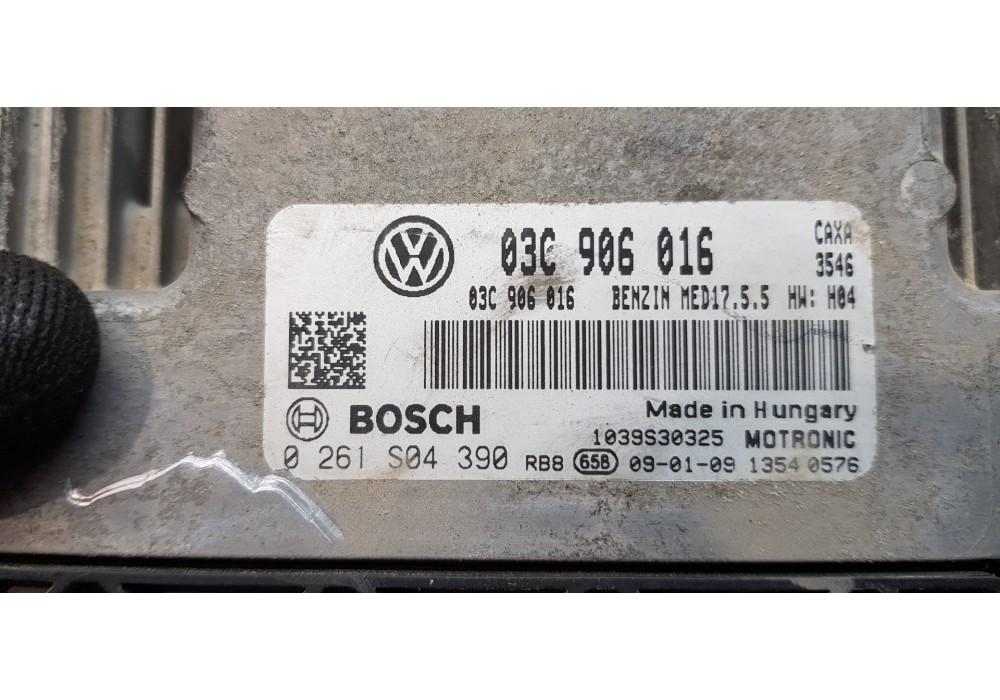 03C 906 016 CAXA
3546
03C 906 016 BENZIN MED17.5.5 HW: H04
BOSCH Made in Hungary
1039S30325 MOTRONIC
0 261 S04 390 RB8 65B 09-01-09 1354 0576